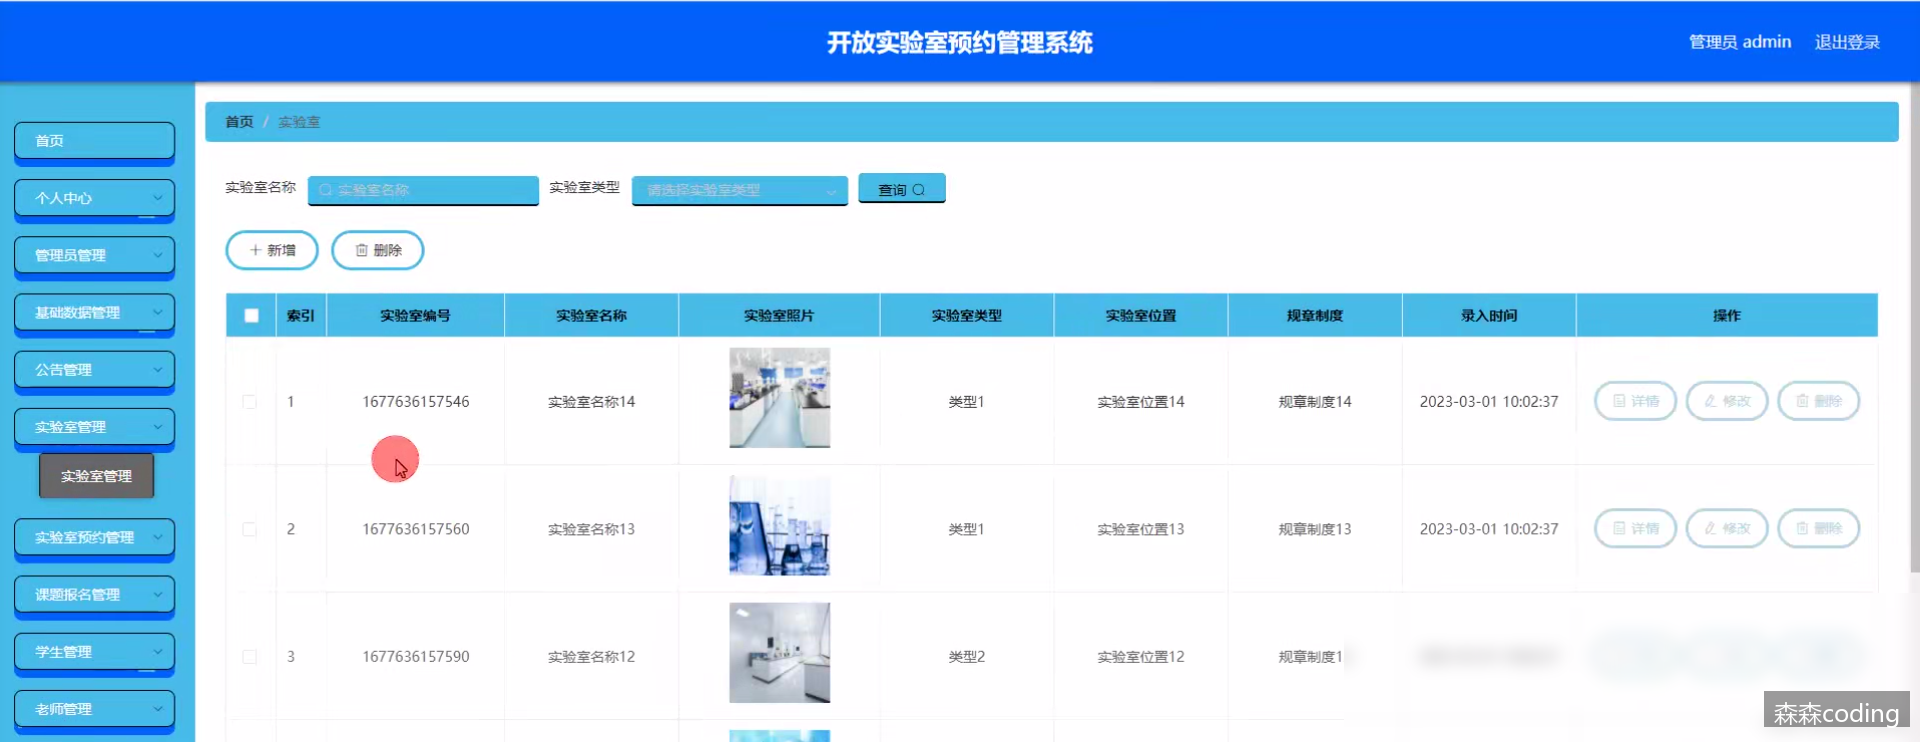 开放实验室预约管理系统
管理员 admin
退出登录
首页
个人中心
管理员管理
基础数据管理
公告管理
实验室管理
实验室管理
实验室预约管理
课题报名管理
学生管理
老师管理
首页 / 实验室
实验室名称 实验室名称 实验室类型 请选择实验室类型 查询
新增 删除
索引 实验室编号 实验室名称 实验室照片 实验室类型 实验室位置 规章制度 录入时间 操作
1 1677636157546 实验室名称14 类型1 实验室位置14 规章制度14 2023-03-01 10:02:37 详情 修改 删除
2 1677636157560 实验室名称13 类型1 实验室位置13 规章制度13 2023-03-01 10:02:37 详情 修改 删除
3 1677636157590 实验室名称12 类型2 实验室位置12 规章制度1
森森coding